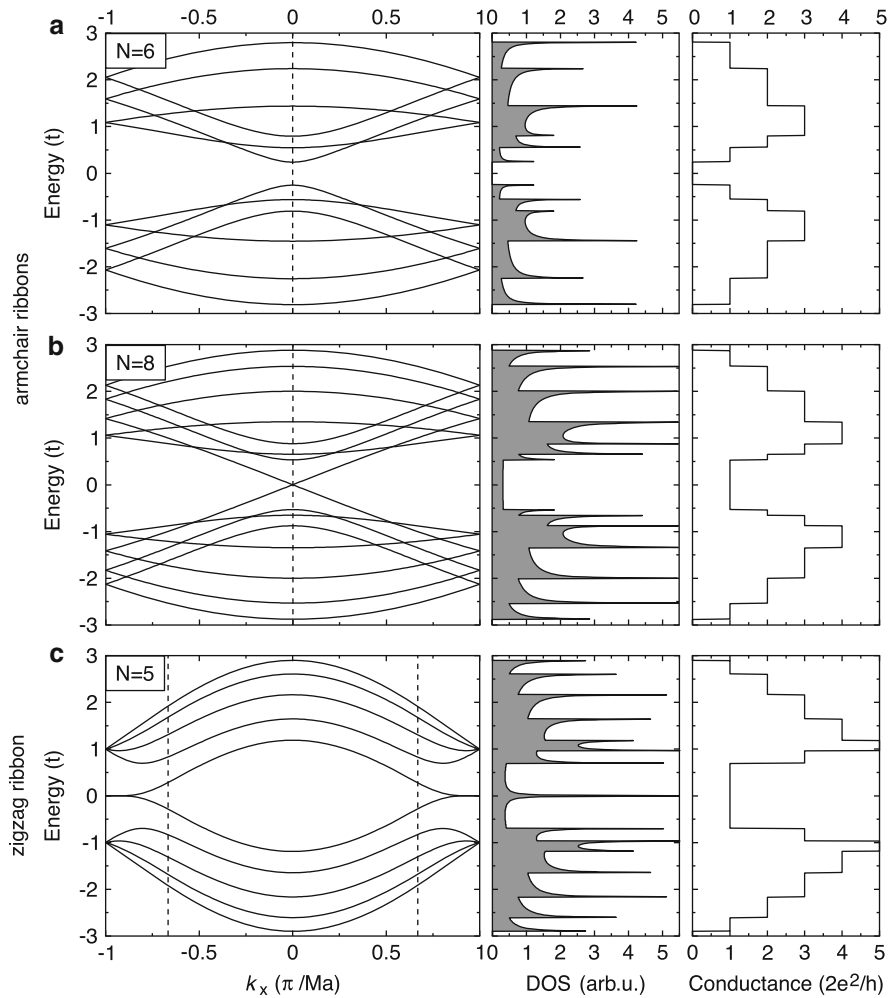 -1 -0.5 0 0.5 10 1 2 3 4 5 0 1 2 3 4 5
a
3 2 1 0 -1 -2 -3
N=6
Energy (t)
armchair ribbons
b
3 2 1 0 -1 -2 -3
N=8
Energy (t)
c
3 2 1 0 -1 -2 -3
N=5
zigzag ribbon
Energy (t)
-1 -0.5 0 0.5 10 1 2 3 4 5 0 1 2 3 4 5
kx (π /Ma) DOS (arb.u.) Conductance (2e²/h)